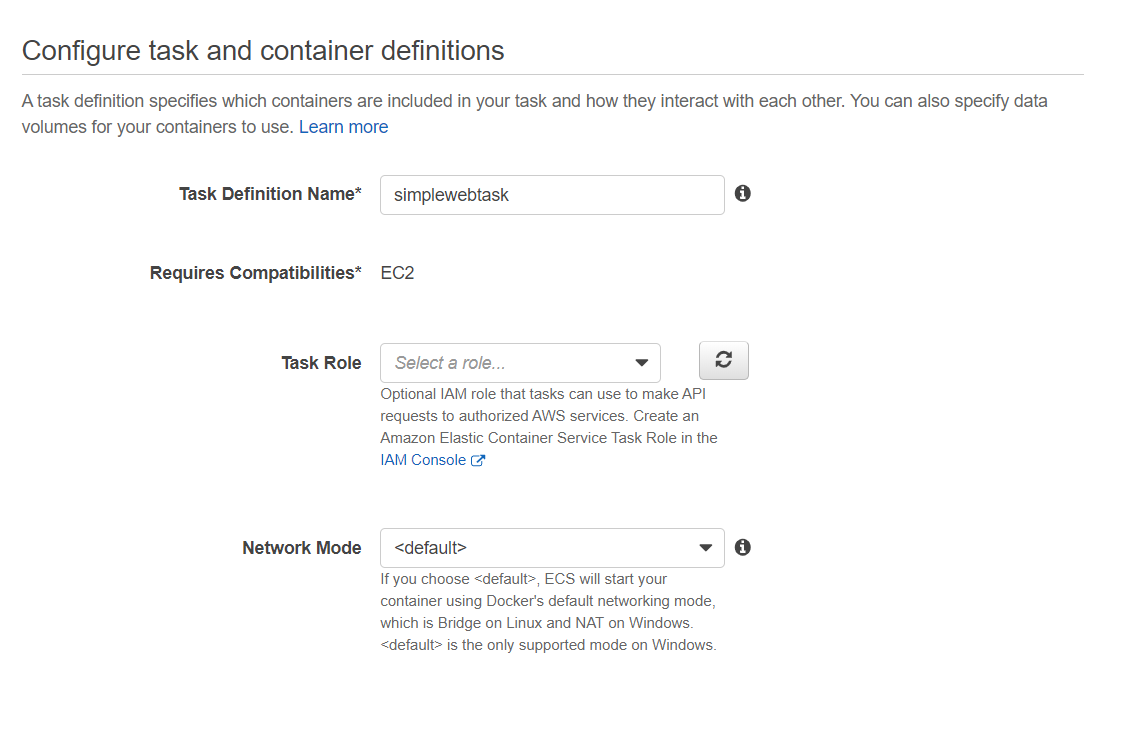 Configure task and container definitions
A task definition specifies which containers are included in your task and how they interact with each other. You can also specify data
volumes for your containers to use. Learn more
Task Definition Name* simplewebtask
Requires Compatibilities* EC2
Task Role Select a role...
Optional IAM role that tasks can use to make API
requests to authorized AWS services. Create an
Amazon Elastic Container Service Task Role in the
IAM Console
Network Mode <default>
If you choose <default>, ECS will start your
container using Docker's default networking mode,
which is Bridge on Linux and NAT on Windows.
<default> is the only supported mode on Windows.